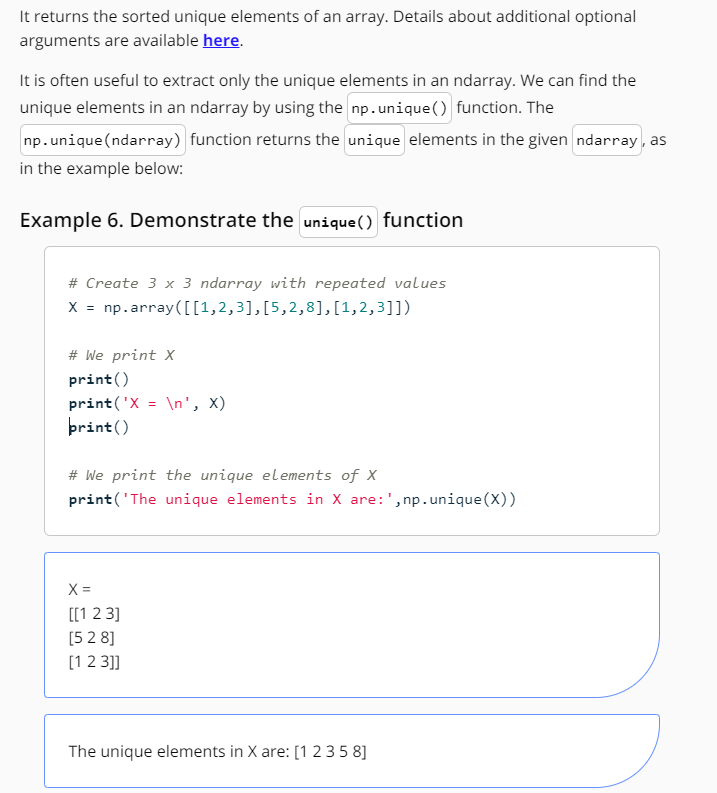 It returns the sorted unique elements of an array. Details about additional optional
arguments are available here.
It is often useful to extract only the unique elements in an ndarray. We can find the
unique elements in an ndarray by using the np.unique() function. The
np.unique(ndarray) function returns the unique elements in the given ndarray, as
in the example below:
Example 6. Demonstrate the unique() function
# Create 3 x 3 ndarray with repeated values
X = np.array([[1,2,3],[5,2,8],[1,2,3]])
# We print X
print()
print('X = \n', X)
print()
# We print the unique elements of X
print('The unique elements in X are:',np.unique(X))
X =
[[1 2 3]
[5 2 8]
[1 2 3]]
The unique elements in X are: [1 2 3 5 8]